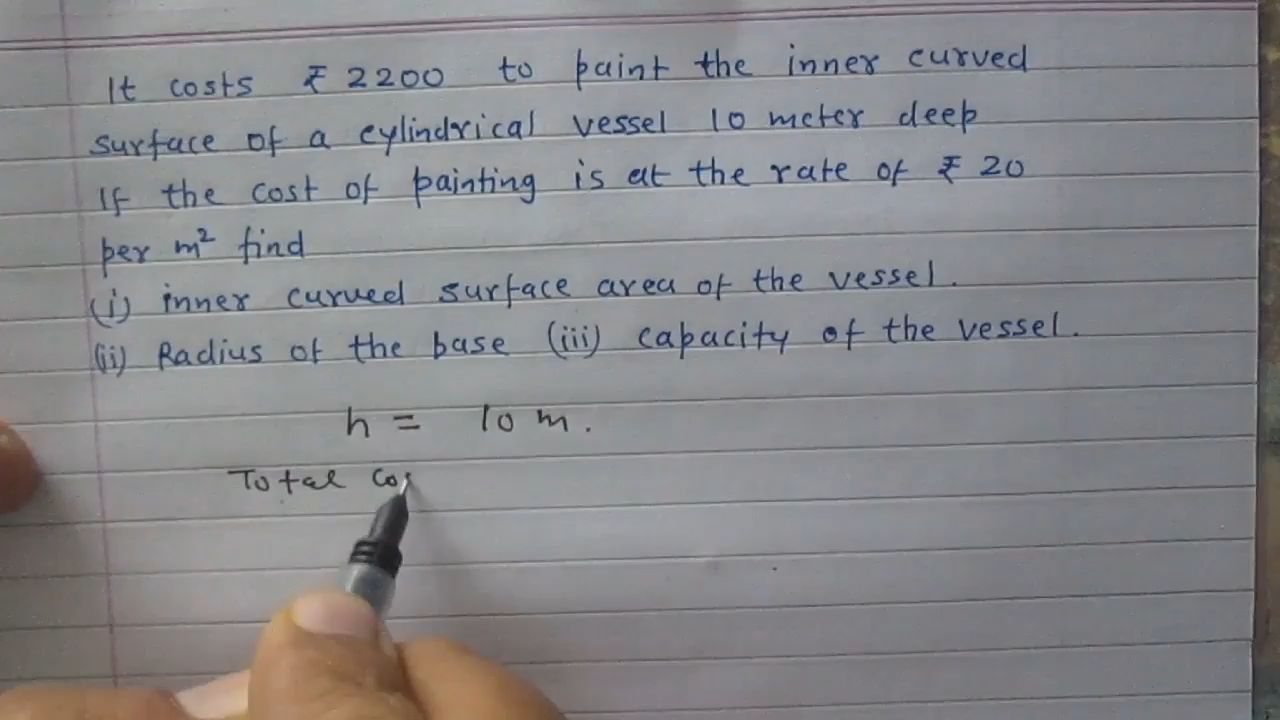 It costs ₹ 2200 to paint the inner curved
surface of a cylindrical vessel 10 meter deep
If the cost of painting is at the rate of ₹ 20
per m² find
(i) inner curved surface area of the vessel.
(ii) Radius of the base (iii) capacity of the vessel.
h = 10 m.
Total cos